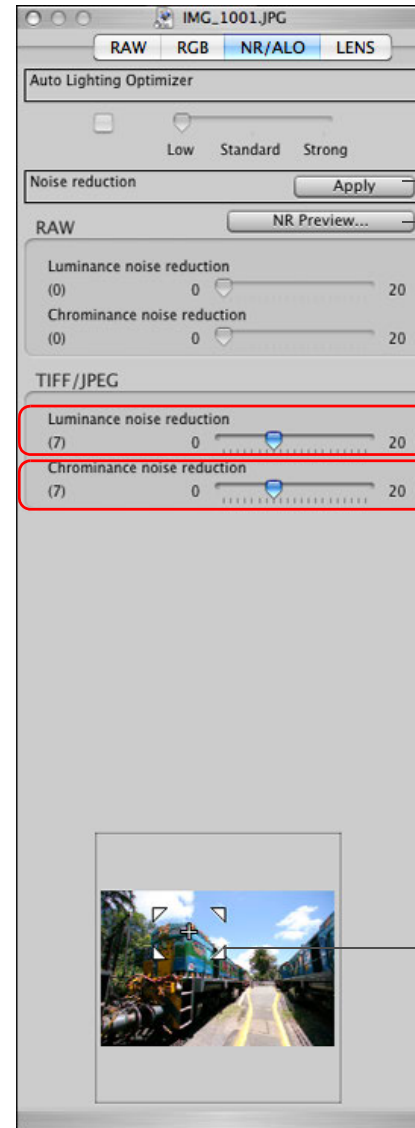 IMG_1001.JPG
RAW RGB NR/ALO LENS
Auto Lighting Optimizer
Low Standard Strong
Noise reduction Apply
RAW NR Preview...
Luminance noise reduction
(0) 0 20
Chrominance noise reduction
(0) 0 20
TIFF/JPEG
Luminance noise reduction
(7) 0 20
Chrominance noise reduction
(7) 0 20